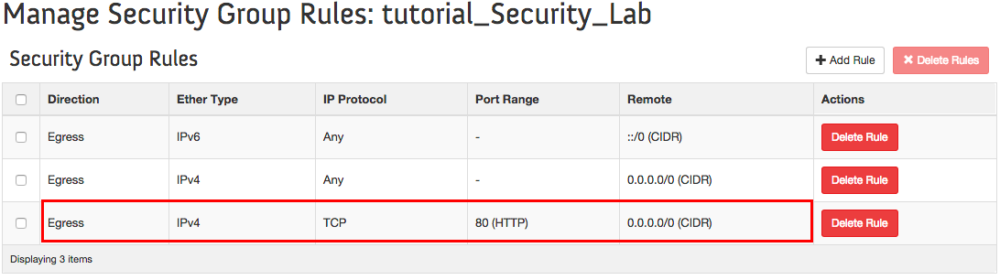 Manage Security Group Rules: tutorial_Security_Lab
Security Group Rules
+ Add Rule
✖ Delete Rules
Direction Ether Type IP Protocol Port Range Remote Actions
Egress IPv6 Any - ::/0 (CIDR) Delete Rule
Egress IPv4 Any - 0.0.0.0/0 (CIDR) Delete Rule
Egress IPv4 TCP 80 (HTTP) 0.0.0.0/0 (CIDR) Delete Rule
Displaying 3 items